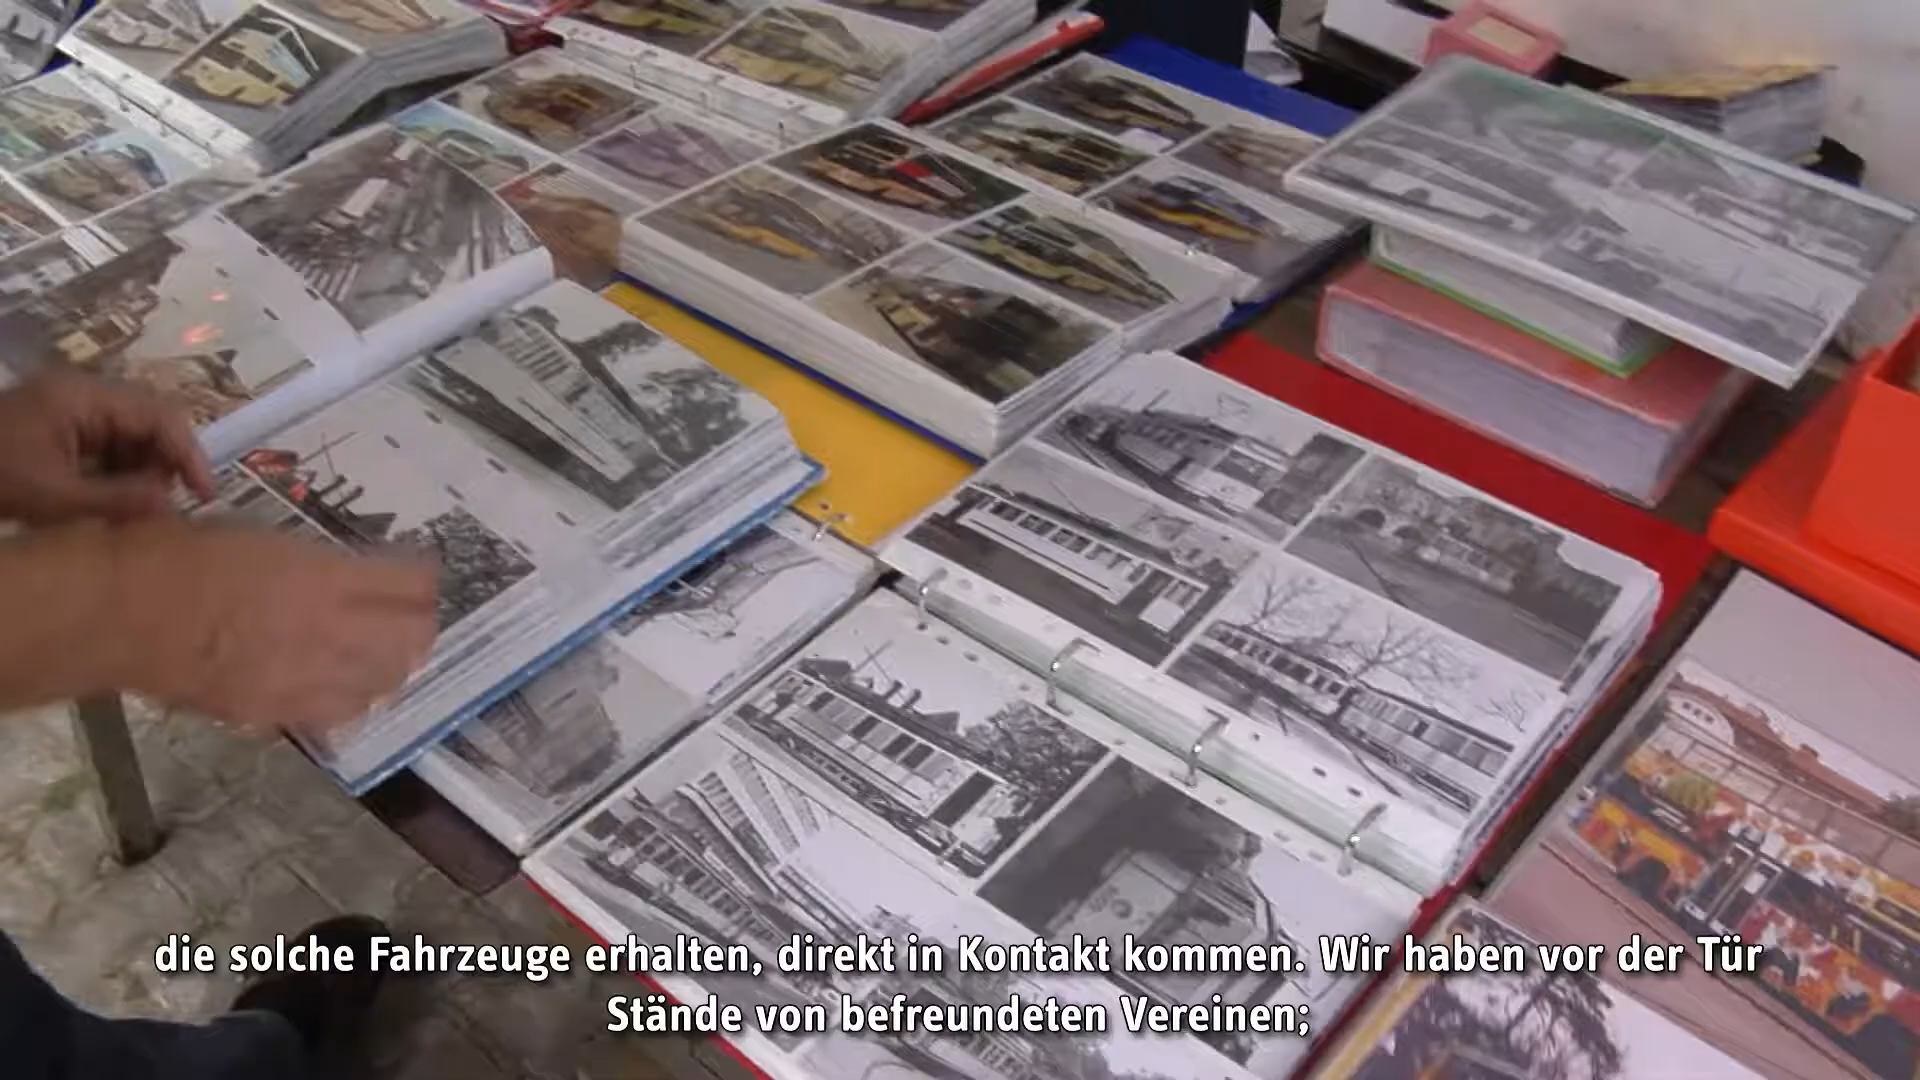 die solche Fahrzeuge erhalten, direkt in Kontakt kommen. Wir haben vor der Tür
Stände von befreundeten Vereinen;